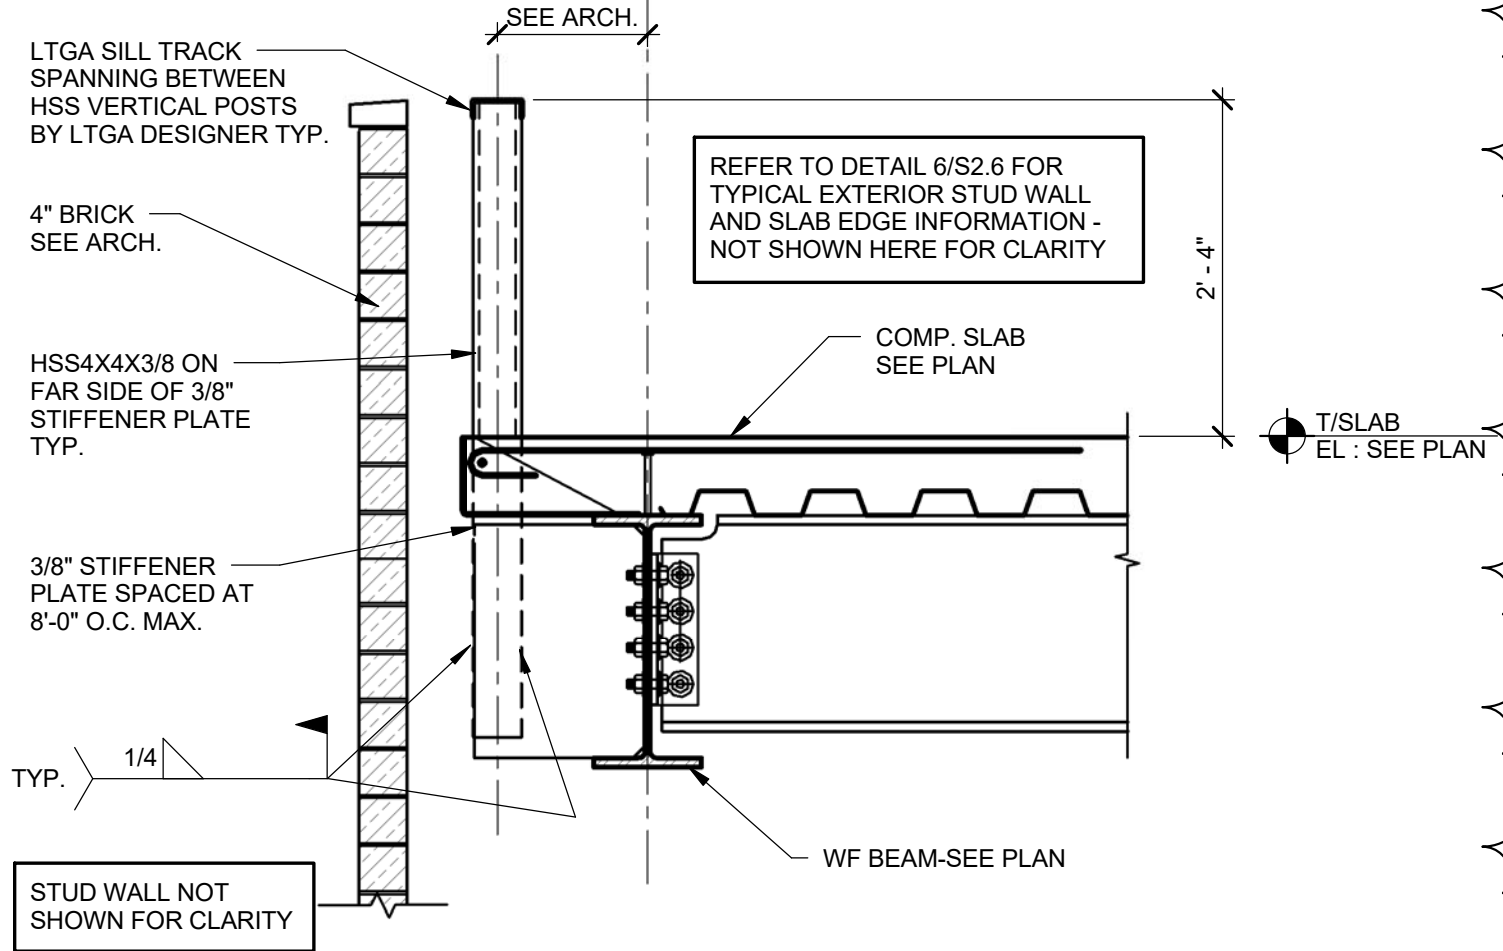 SEE ARCH.
LTGA SILL TRACK
SPANNING BETWEEN
HSS VERTICAL POSTS
BY LTGA DESIGNER TYP.
REFER TO DETAIL 6/S2.6 FOR
TYPICAL EXTERIOR STUD WALL
AND SLAB EDGE INFORMATION -
NOT SHOWN HERE FOR CLARITY
4" BRICK
SEE ARCH.
2' - 4"
COMP. SLAB
SEE PLAN
HSS4X4X3/8 ON
FAR SIDE OF 3/8"
STIFFENER PLATE
TYP.
T/SLAB
EL : SEE PLAN
3/8" STIFFENER
PLATE SPACED AT
8'-0" O.C. MAX.
1/4
TYP.
WF BEAM-SEE PLAN
STUD WALL NOT
SHOWN FOR CLARITY